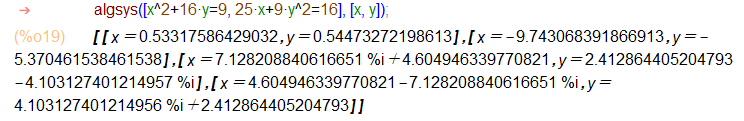 → algsys([x^2+16·y=9, 25·x+9·y^2=16], [x, y]);
(%o19) [[x=0.53317586429032,y=0.54473272198613],[x=-9.743068391866913,y=-
5.370461538461538],[x=7.128208840616651 %i+4.604946339770821,y=2.412864405204793
-4.103127401214957 %i],[x=4.604946339770821-7.128208840616651 %i,y=
4.103127401214956 %i+2.412864405204793]]